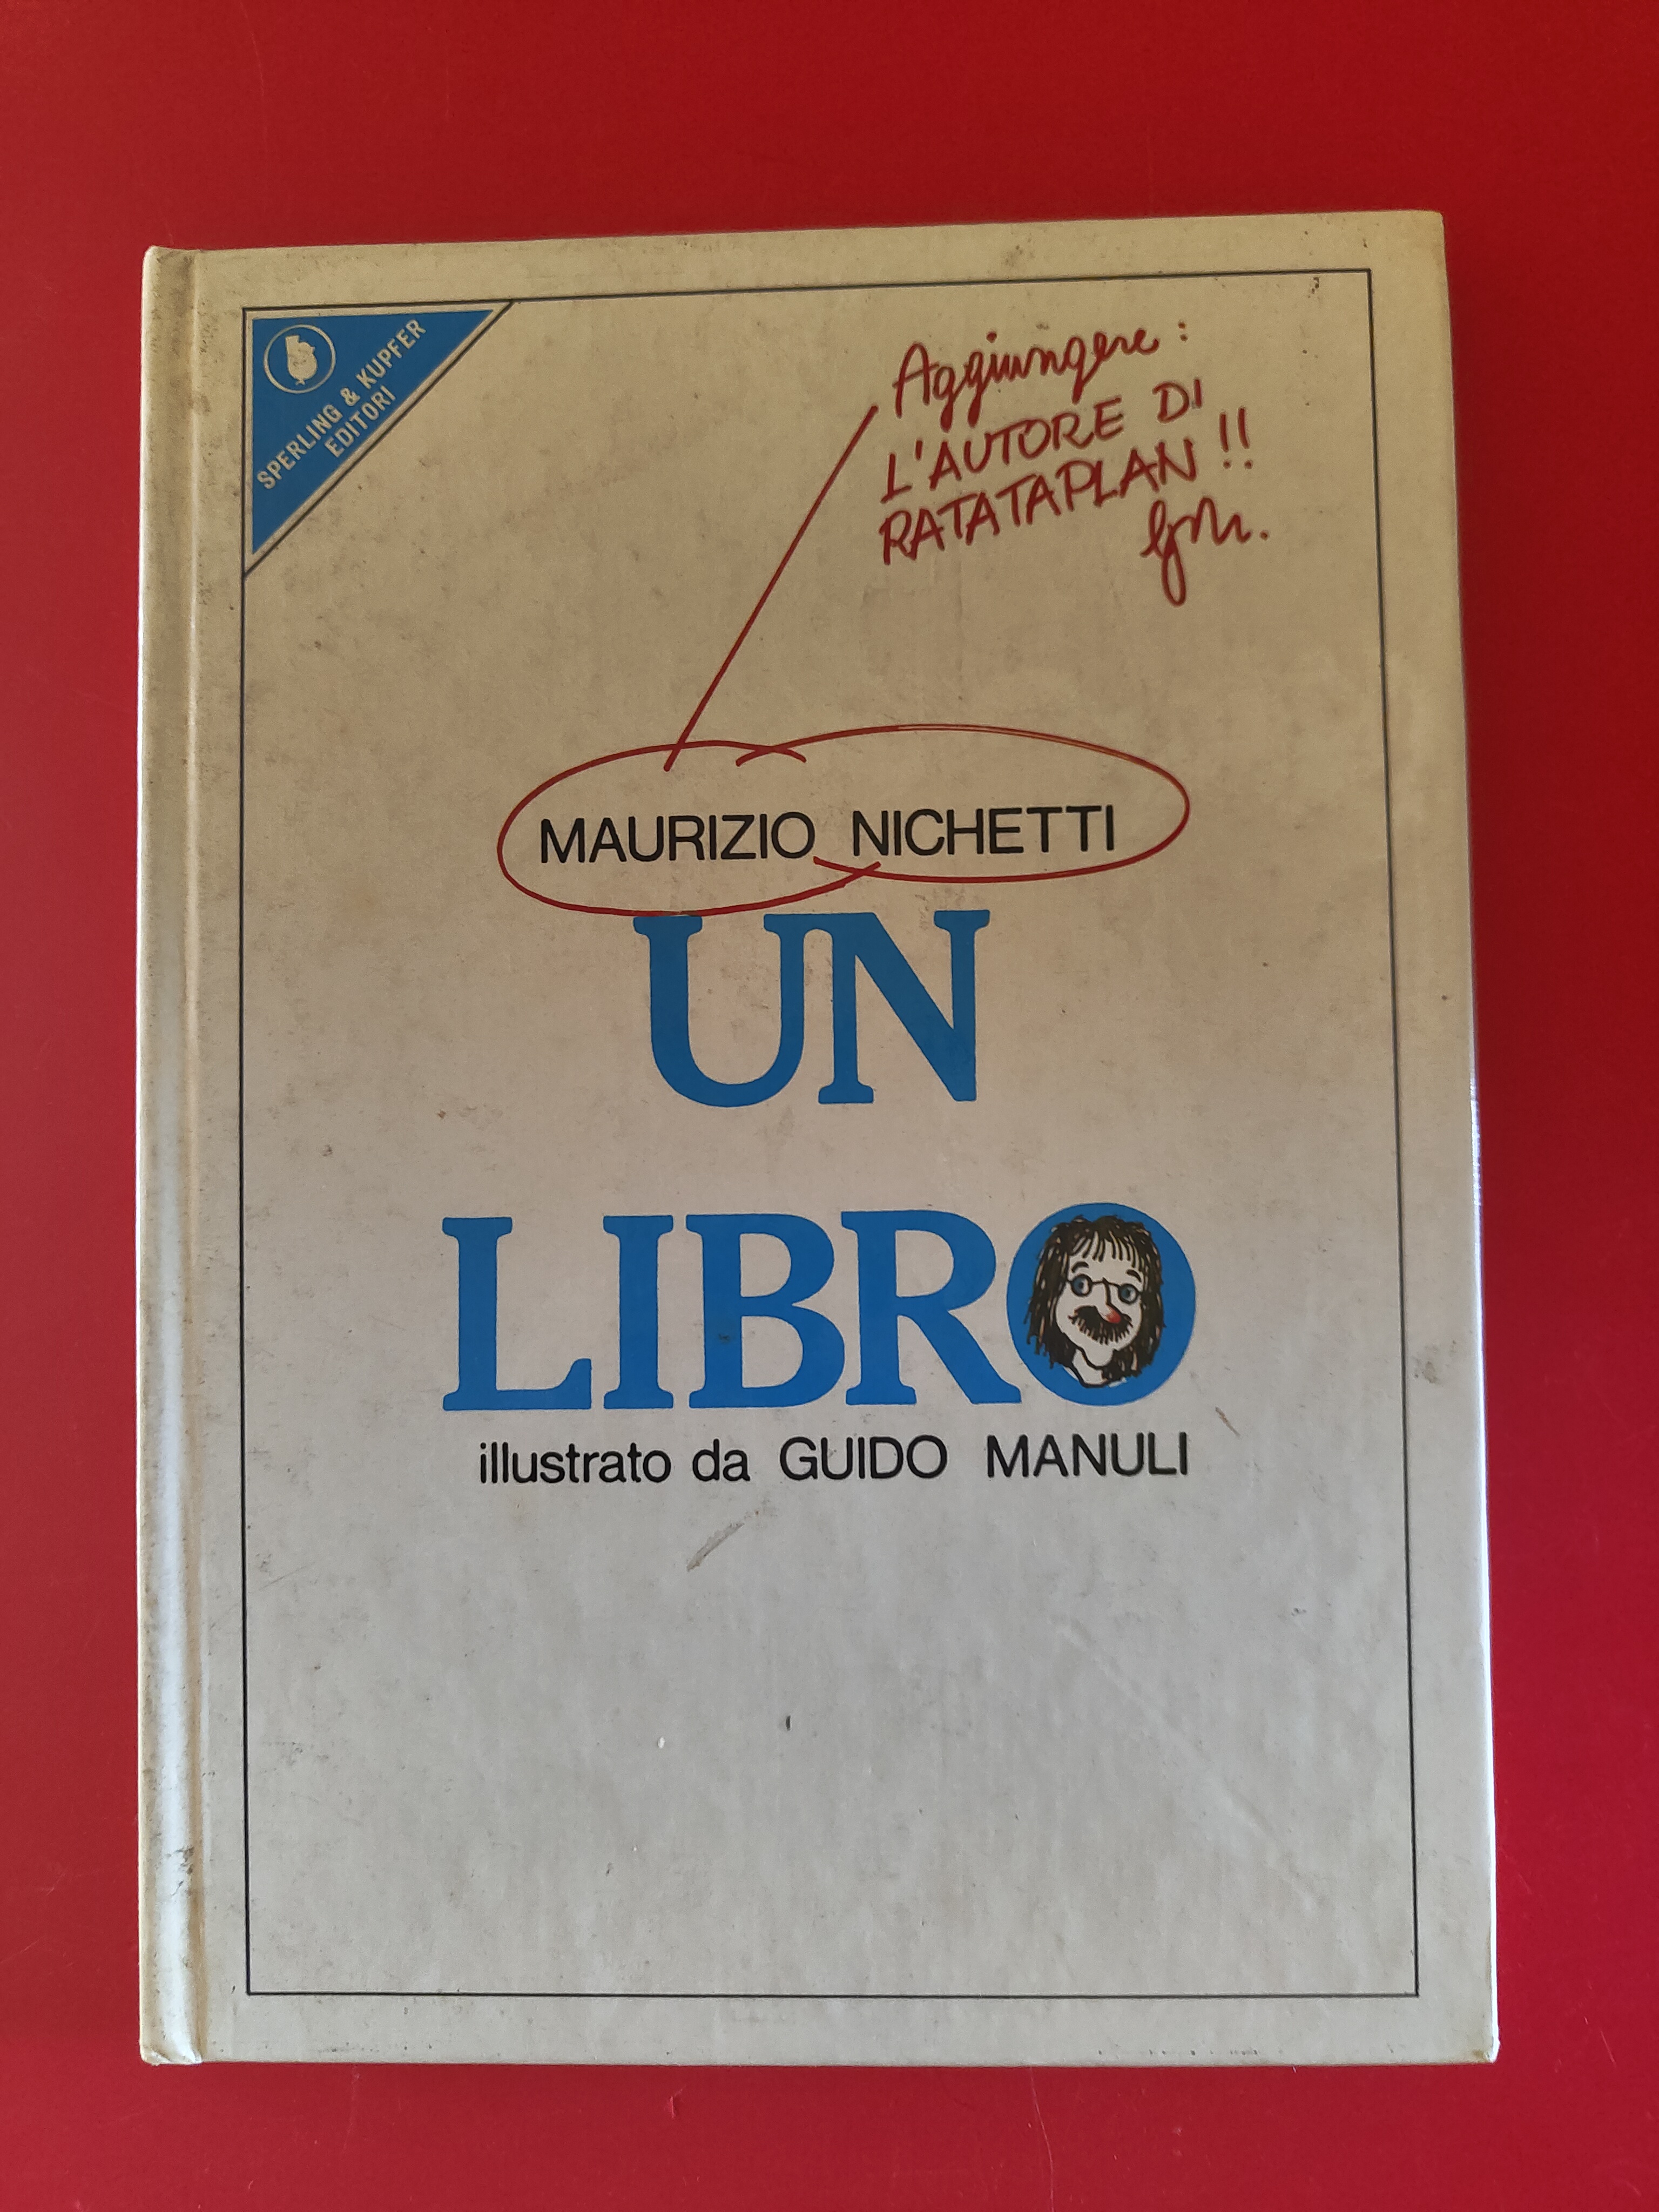 SPERLING & KUPFER
EDITORI
Aggiungere:
L'AUTORE DI
RATATAPLAN!!
MAURIZIO NICHETTI
UN
LIBRO
illustrato da GUIDO MANULI